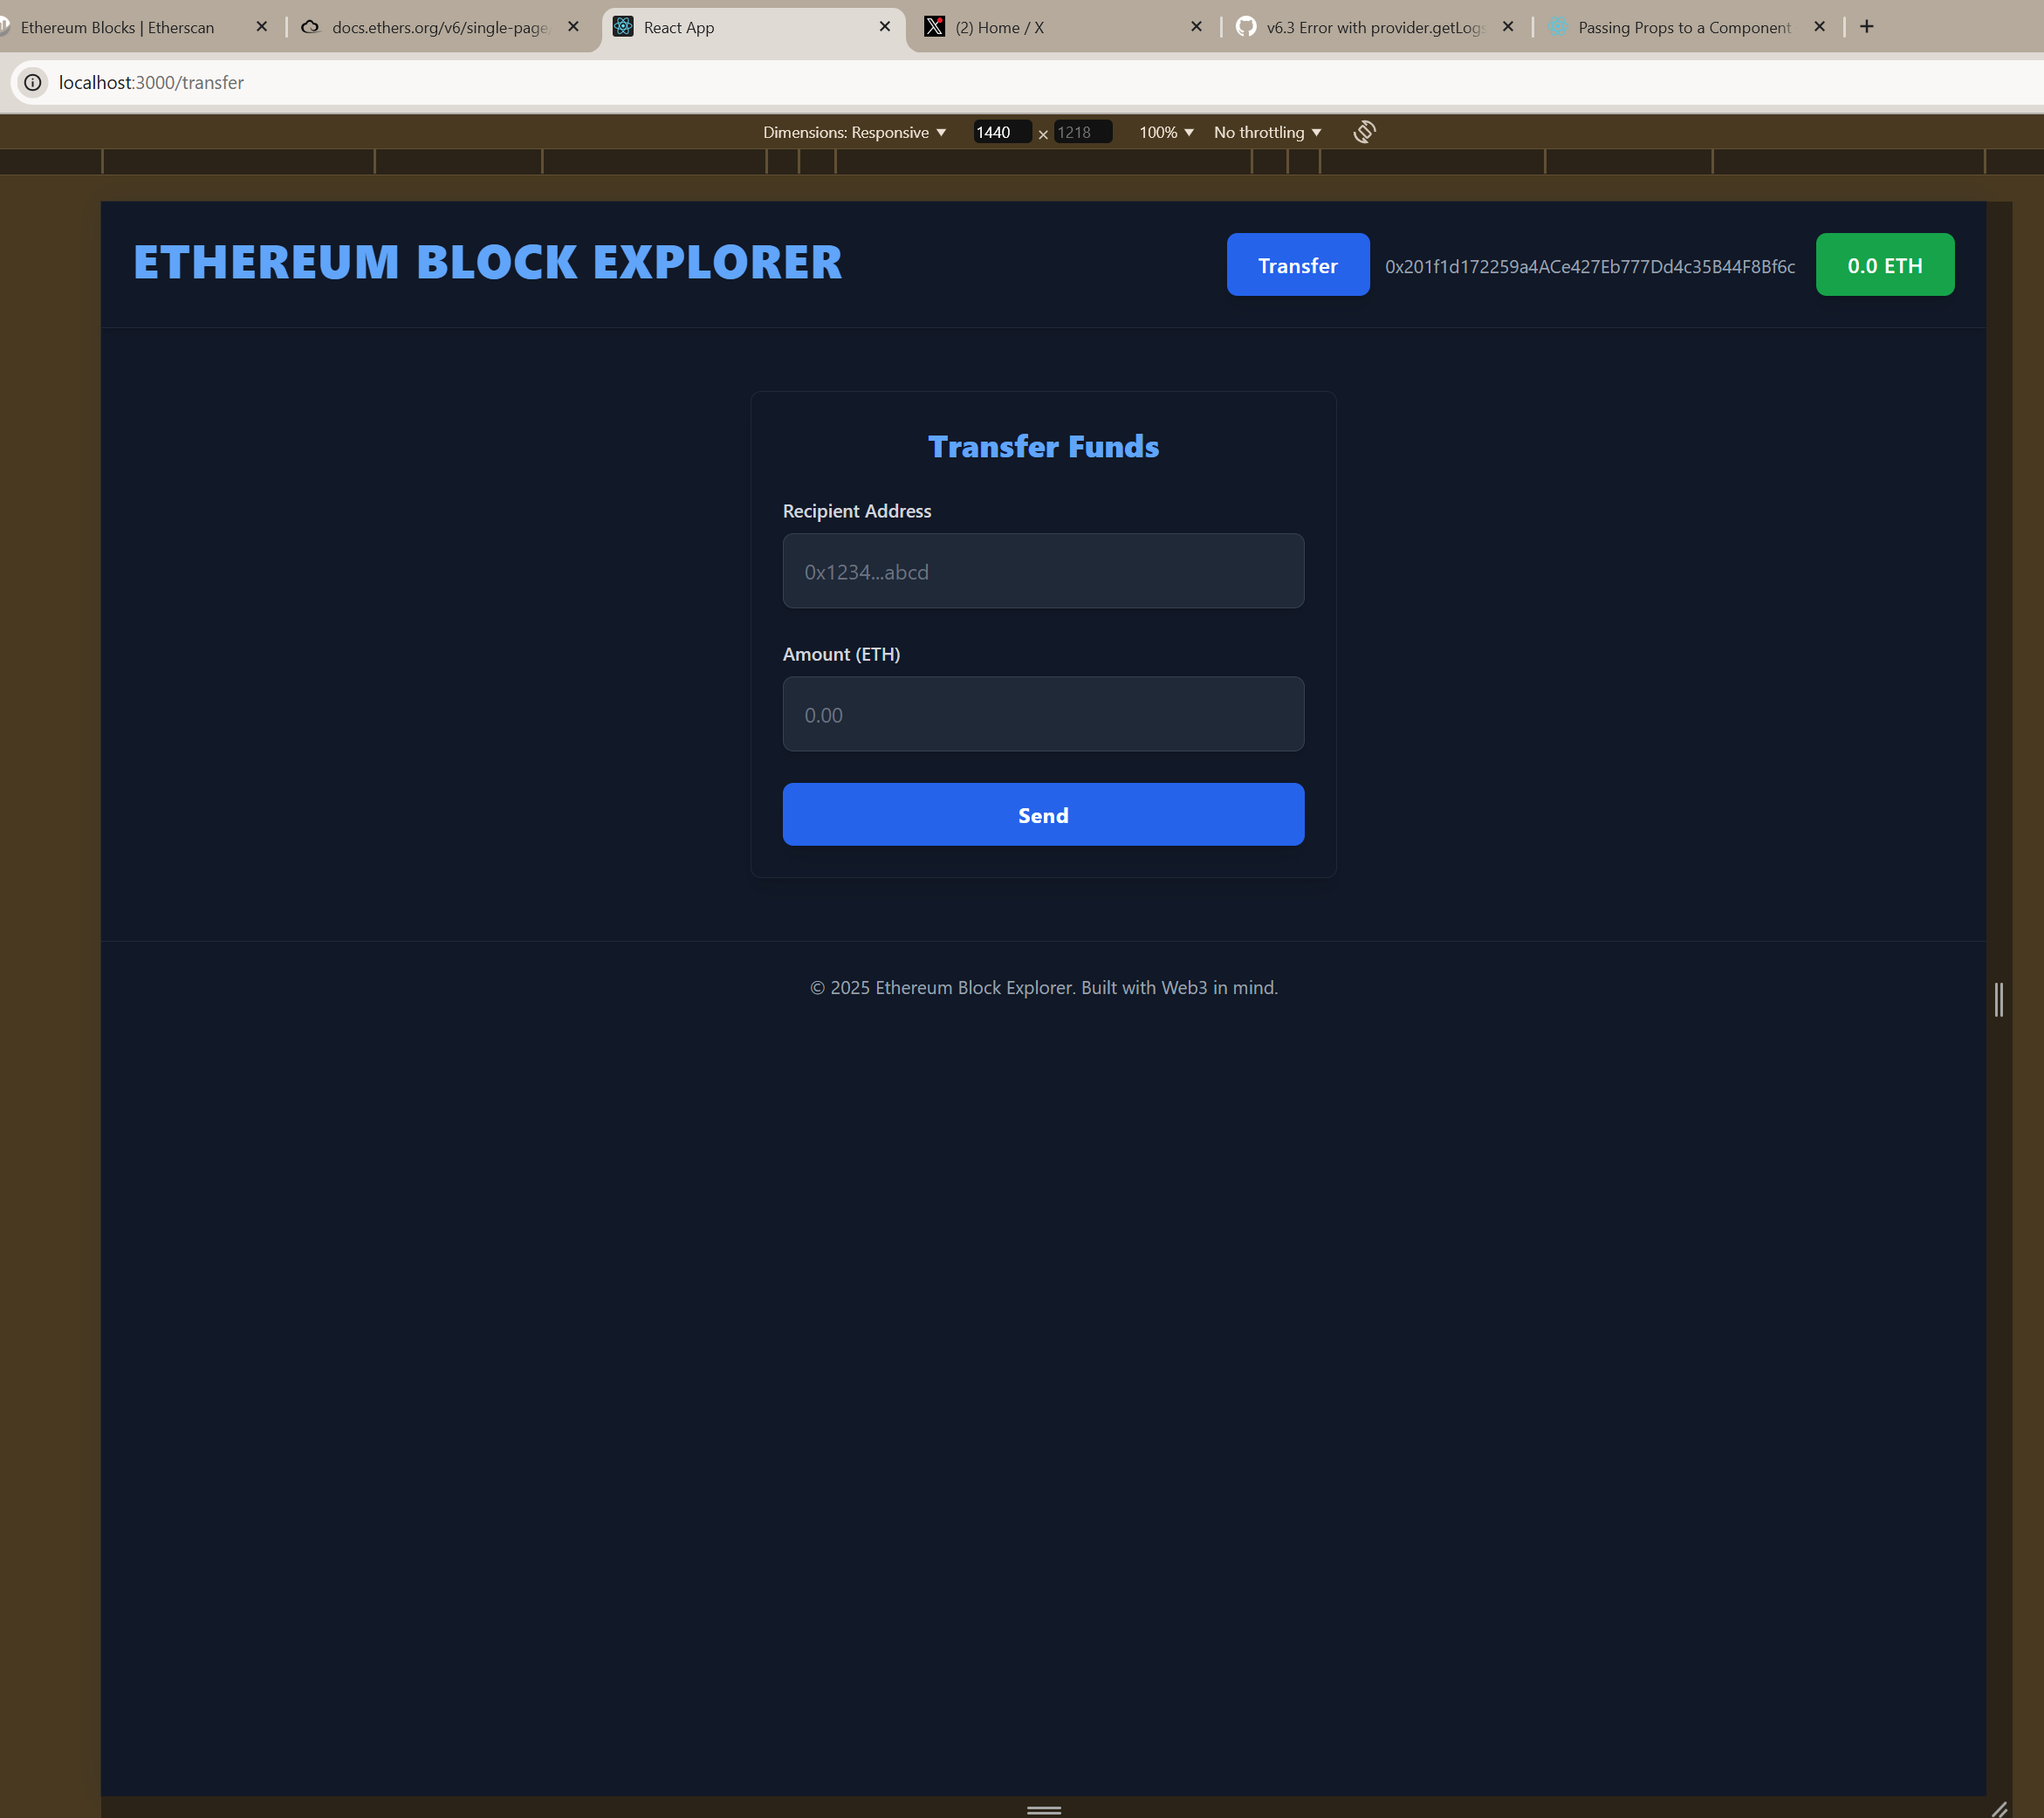 Ethereum Blocks | Etherscan
docs.ethers.org/v6/single-page
React App
(2) Home / X
v6.3 Error with provider.getLogs
Passing Props to a Component
localhost:3000/transfer
Dimensions: Responsive 1440 × 1218 100% No throttling
ETHEREUM BLOCK EXPLORER
Transfer
0x201f1d172259a4ACe427Eb777Dd4c35B44F8Bf6c
0.0 ETH
Transfer Funds
Recipient Address
0x1234...abcd
Amount (ETH)
0.00
Send
© 2025 Ethereum Block Explorer. Built with Web3 in mind.